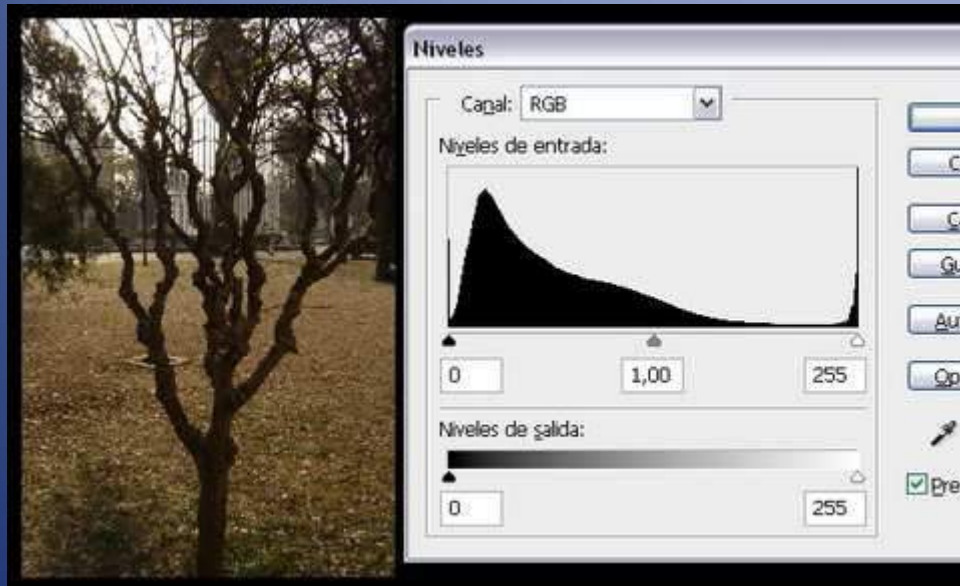 Niveles
Canal: RGB
Niveles de entrada:
0 1,00 255
Niveles de salida:
0 255